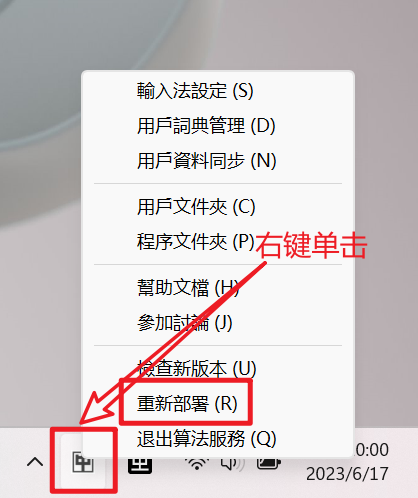 輸入法設定 (S)
用戶詞典管理 (D)
用戶資料同步 (N)
用戶文件夾 (C)
程序文件夾 (P)
右键单击
幫助文檔 (H)
參加討論 (J)
檢查新版本 (U)
重新部署 (R)
退出算法服務 (Q)
0:00
2023/6/17